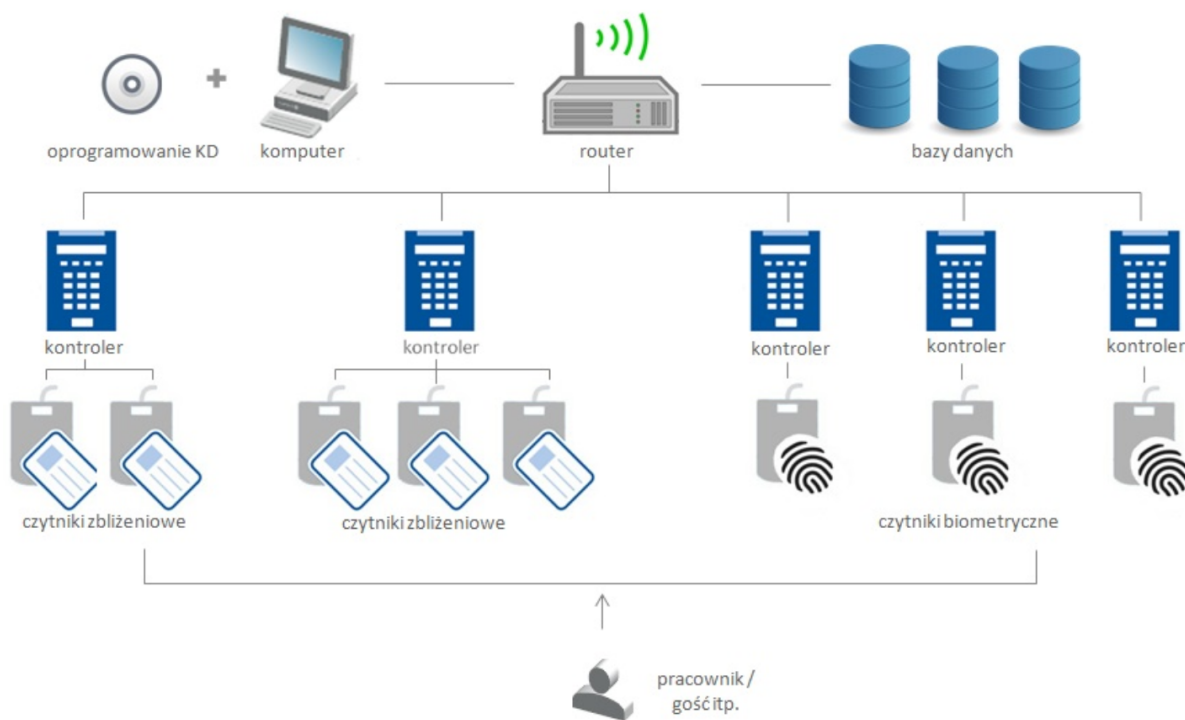 oprogramowanie KD
komputer
router
bazy danych
kontroler
kontroler
kontroler
kontroler
kontroler
czytniki zbliżeniowe
czytniki zbliżeniowe
czytniki biometryczne
pracownik /
gość itp.